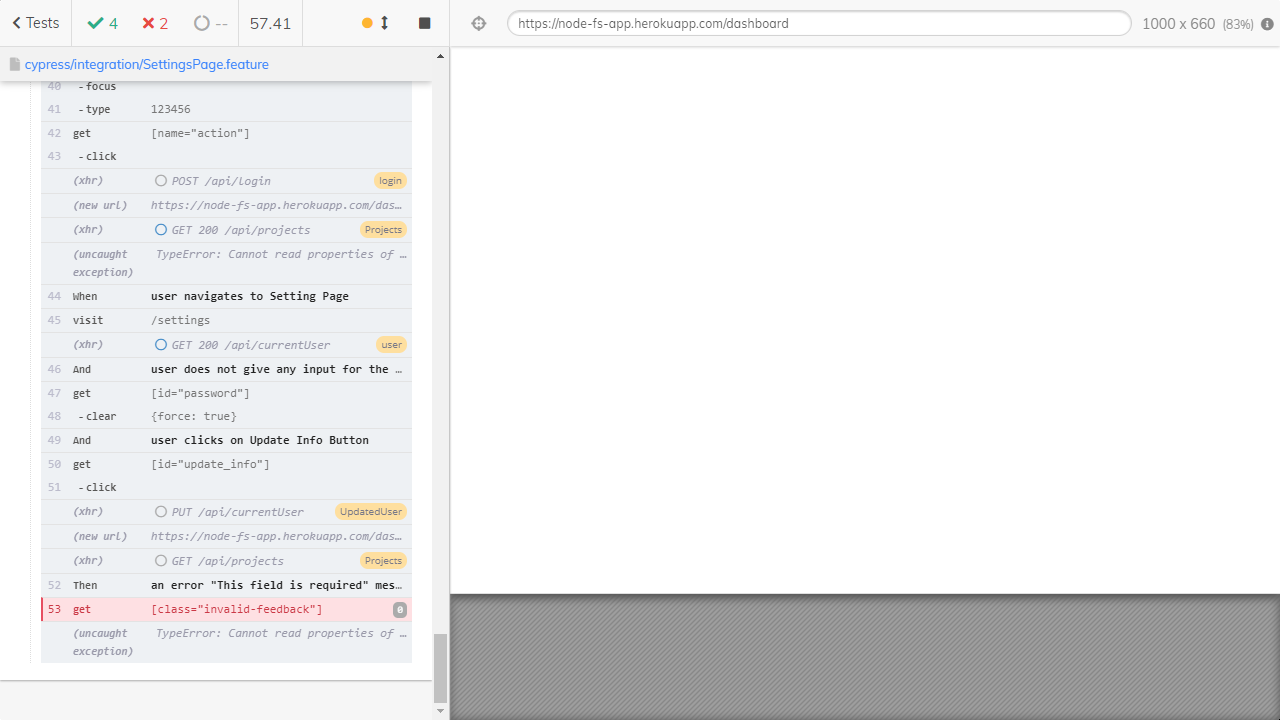 Tests 4 2 -- 57.41 https://node-fs-app.herokuapp.com/dashboard 1000 x 660 (83%)
cypress/integration/SettingsPage.feature
40 - focus
41 - type 123456
42 get [name="action"]
43 - click
(xhr) POST /api/login login
(new url) https://node-fs-app.herokuapp.com/das…
(xhr) GET 200 /api/projects Projects
(uncaught exception) TypeError: Cannot read properties of …
44 When user navigates to Setting Page
45 visit /settings
(xhr) GET 200 /api/currentUser user
46 And user does not give any input for the …
47 get [id="password"]
48 - clear {force: true}
49 And user clicks on Update Info Button
50 get [id="update_info"]
51 - click
(xhr) PUT /api/currentUser UpdatedUser
(new url) https://node-fs-app.herokuapp.com/das…
(xhr) GET /api/projects Projects
52 Then an error "This field is required" mes…
53 get [class="invalid-feedback"] 0
(uncaught exception) TypeError: Cannot read properties of …